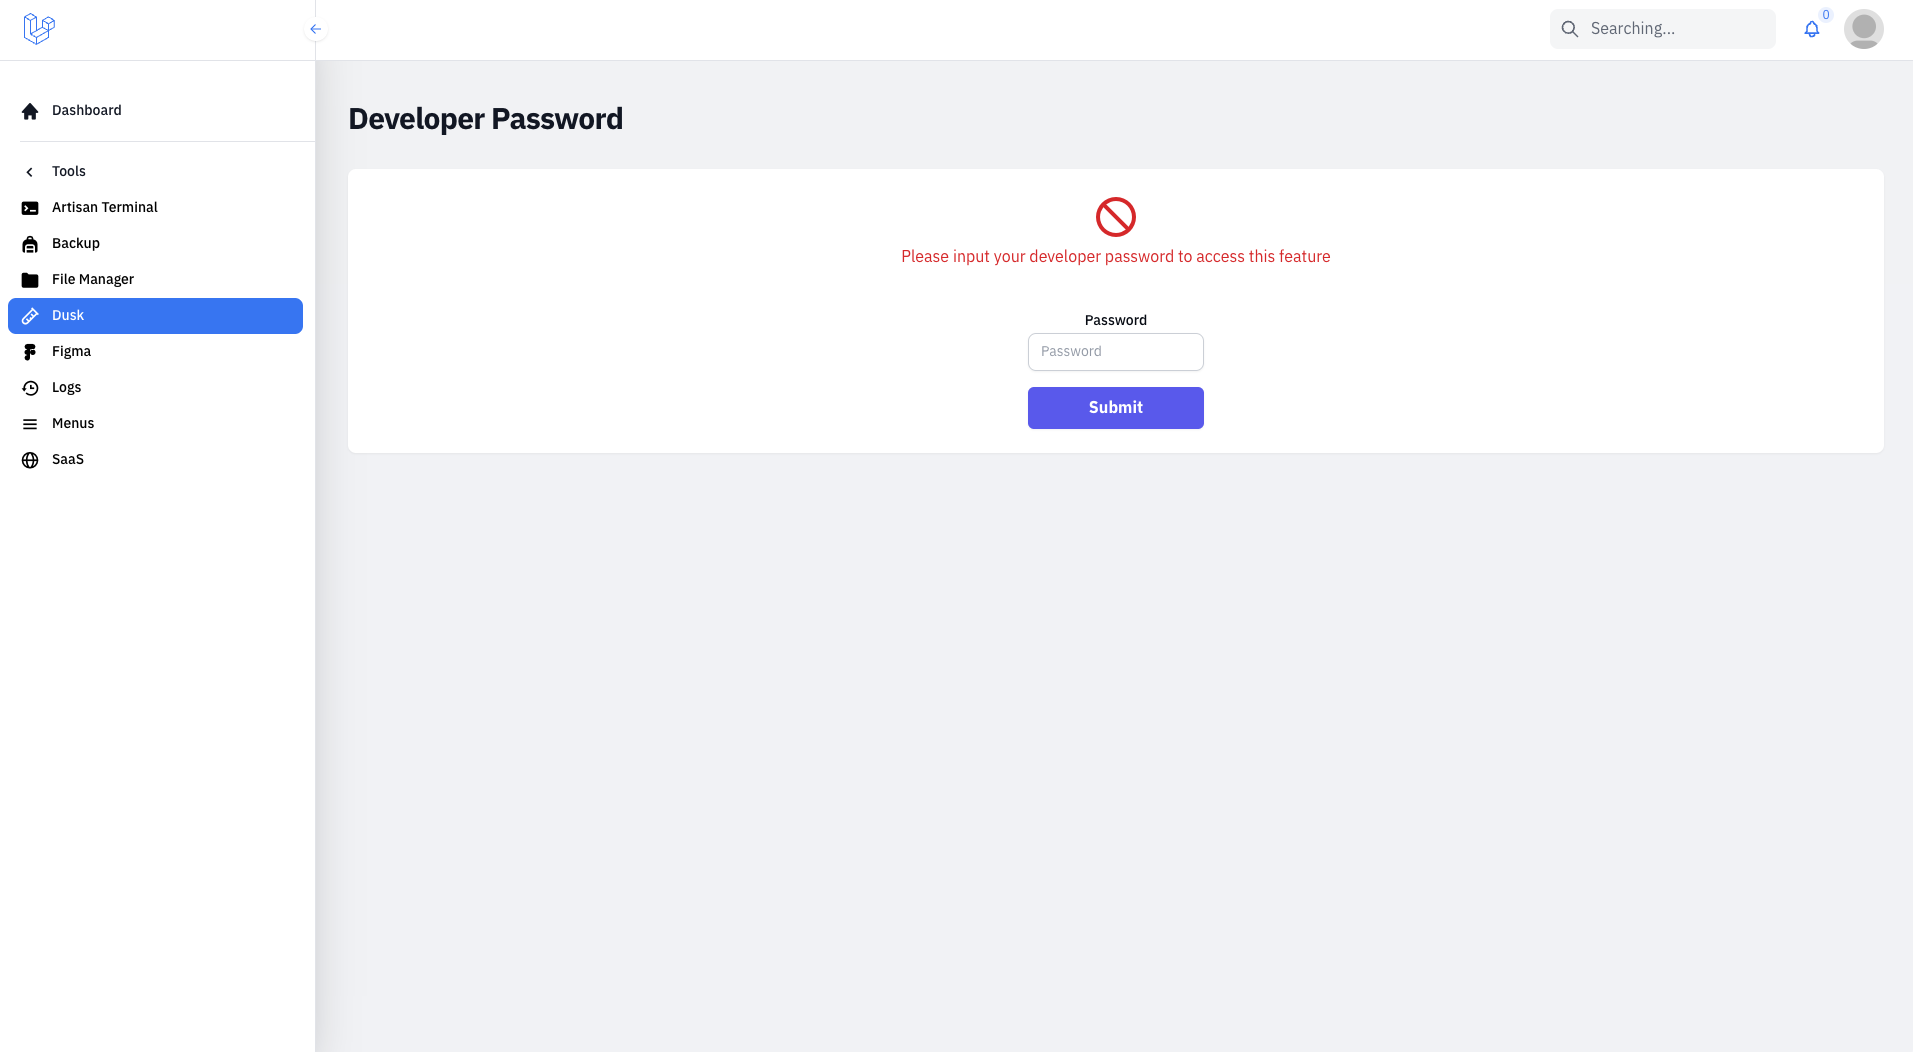 Searching...
0
Dashboard
Tools
Artisan Terminal
Backup
File Manager
Dusk
Figma
Logs
Menus
SaaS
Developer Password
Please input your developer password to access this feature
Password
Password
Submit